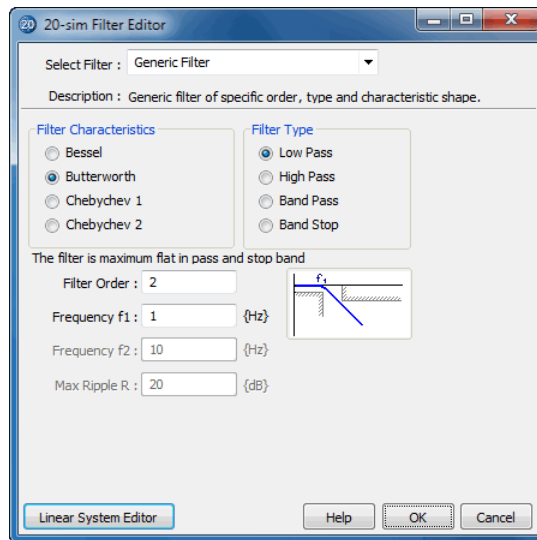 20 20-sim Filter Editor
Select Filter : Generic Filter
Description : Generic filter of specific order, type and characteristic shape.
Filter Characteristics
Bessel
Butterworth
Chebychev 1
Chebychev 2
Filter Type
Low Pass
High Pass
Band Pass
Band Stop
The filter is maximum flat in pass and stop band
Filter Order : 2
Frequency f1 : 1 {Hz}
Frequency f2 : 10 {Hz}
Max Ripple R : 20 {dB}
f1
Linear System Editor
Help
OK
Cancel